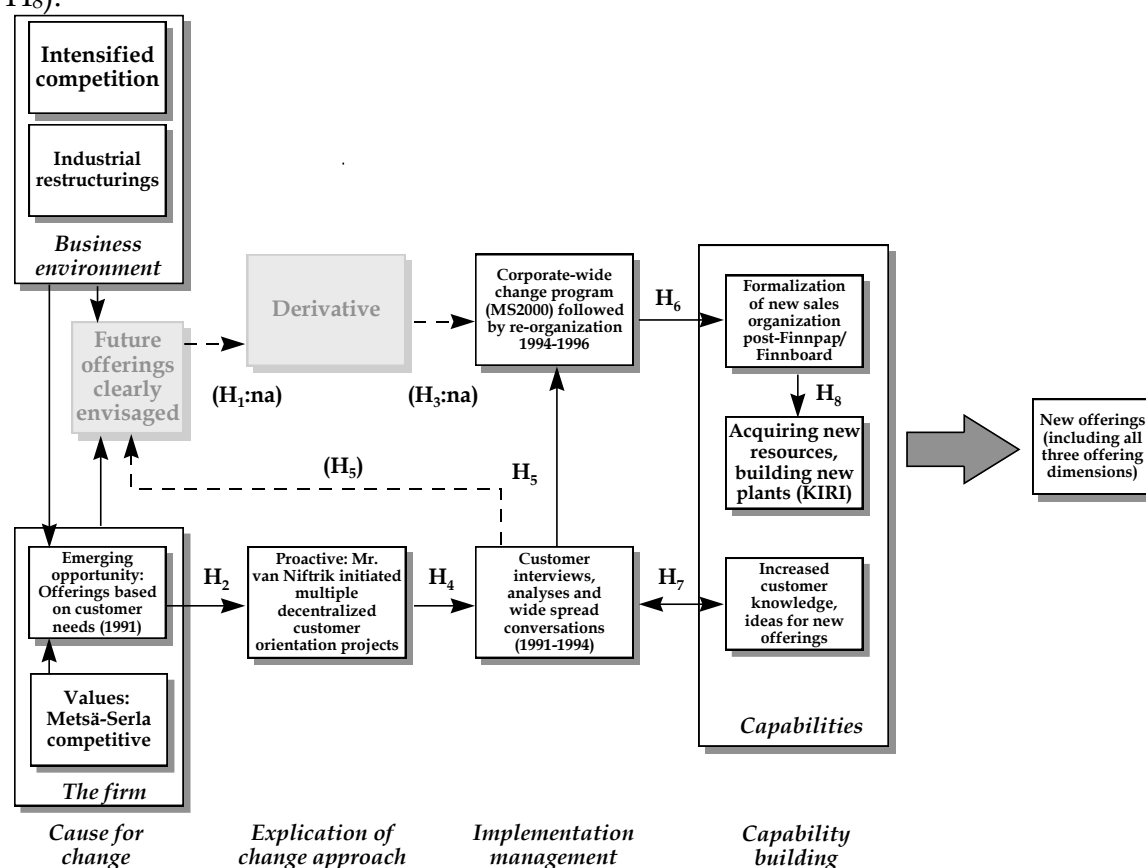 H₈).
Intensified
competition
Industrial
restructurings
Business
environment
Future
offerings
clearly
envisaged
(H₁:na)
Derivative
(H₃:na)
Corporate-wide
change program
(MS2000) followed
by re-organization
1994-1996
H₆
Formalization
of new sales
organization
post-Finnpap/
Finnboard
H₈
Acquiring new
resources,
building new
plants (KIRI)
New offerings
(including all
three offering
dimensions)
(H₅)
H₅
Emerging
opportunity:
Offerings based
on customer
needs (1991)
H₂
Proactive: Mr.
van Niftrik initiated
multiple
decentralized
customer
orientation projects
H₄
Customer
interviews,
analyses and
wide spread
conversations
(1991-1994)
H₇
Increased
customer
knowledge,
ideas for new
offerings
Values:
Metsä-Serla
competitive
The firm
Capabilities
Cause for
change
Explication of
change approach
Implementation
management
Capability
building